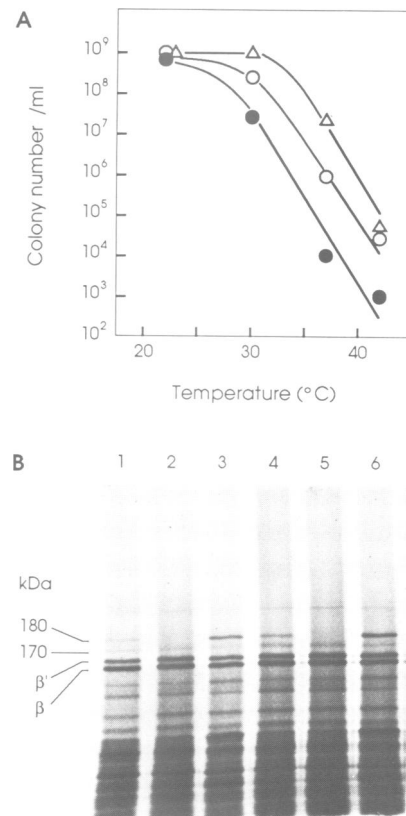 A
10⁹
10⁸
10⁷
10⁶
10⁵
10⁴
10³
10²
Colony number /ml
20 30 40
Temperature (°C)
B
1 2 3 4 5 6
kDa
180
170
β'
β